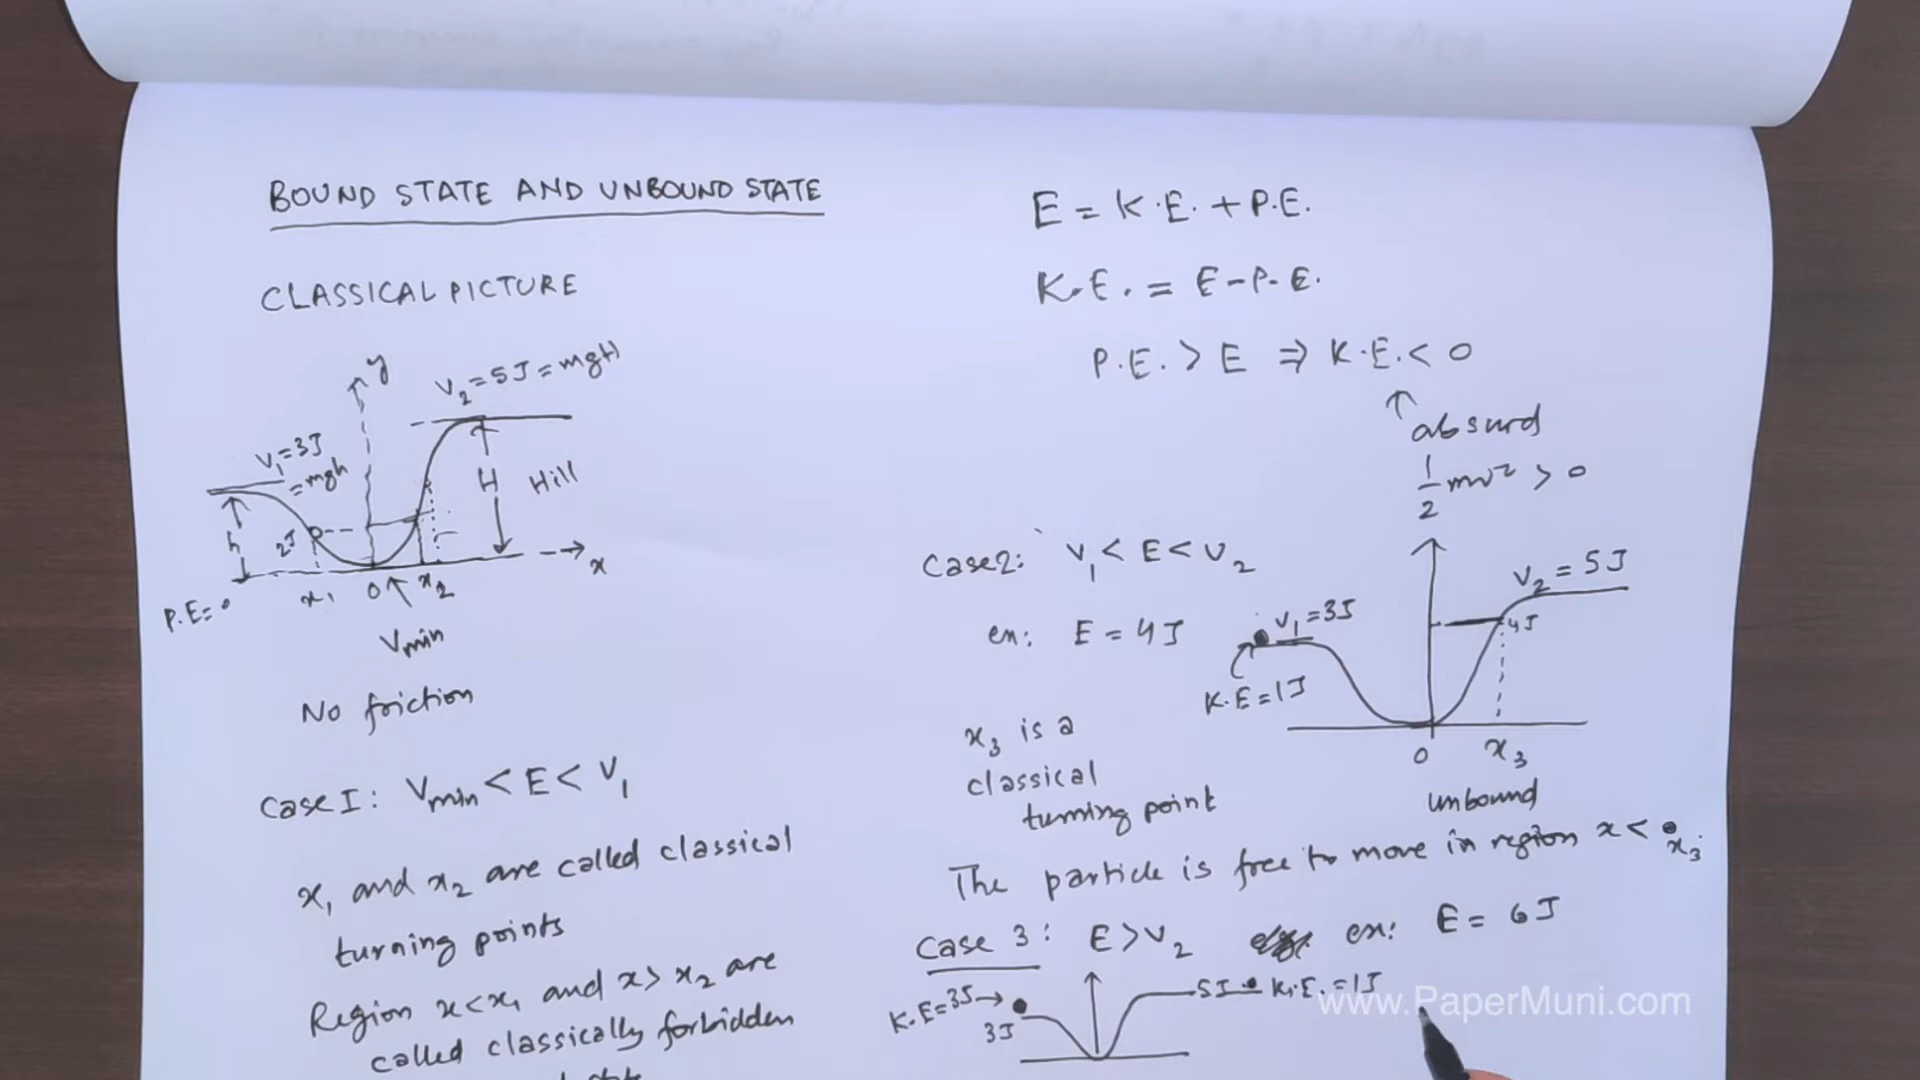 BOUND STATE AND UNBOUND STATE
CLASSICAL PICTURE
y
V₂ = 5J = mgH
V₁ = 3J
= mgh
H
Hill
h
2J
x
P.E = 0
x₁ 0 x₂
Vmin
No friction
Case I: Vmin < E < V₁
x₁ and x₂ are called classical
turning points
Region x < x₁ and x > x₂ are
called classically forbidden
E = K.E. + P.E.
K.E. = E - P.E.
P.E. > E ⇒ K.E. < 0
↑
absurd
1/2 mv² > 0
Case2: V₁ < E < V₂
ex: E = 4J
V₂ = 5J
V₁ = 3J
4J
K.E = 1J
0 x₃
x₃ is a
classical
turning point
unbound
The particle is free to move in region x < x₃
Case 3: E > V₂ ex: E = 6J
K.E = 3J →
3J
5J
K.E. = 1J
www.PaperMuni.com